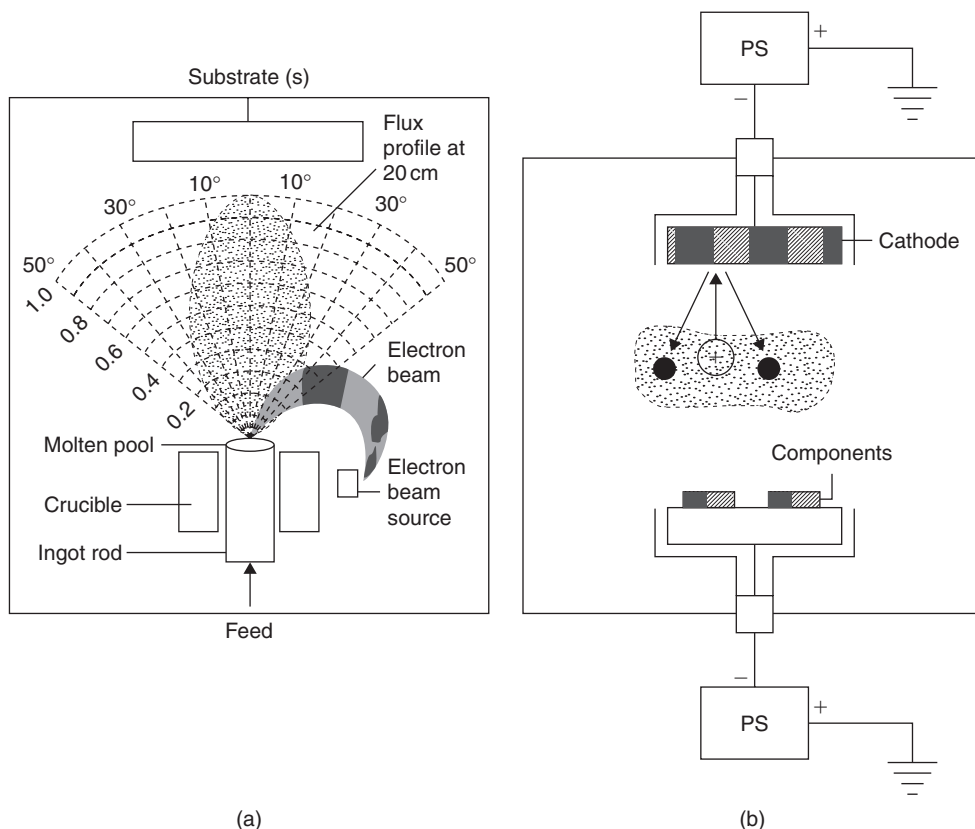 Substrate (s)
Flux
profile at
20 cm
10°
10°
30°
30°
50°
50°
1.0
0.8
0.6
0.4
0.2
Electron
beam
Molten pool
Crucible
Electron
beam
source
Ingot rod
Feed
(a)
PS
+
−
Cathode
+
Components
−
+
PS
(b)